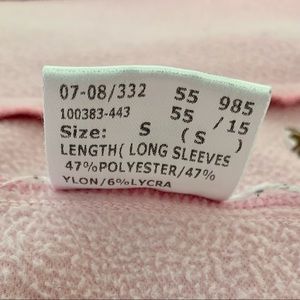 07-08/332 55 985
100383-443 55 /15
Size: S (S)
LENGTH( LONG SLEEVES
47%POLYESTER/47%
YLON/6%LYCRA